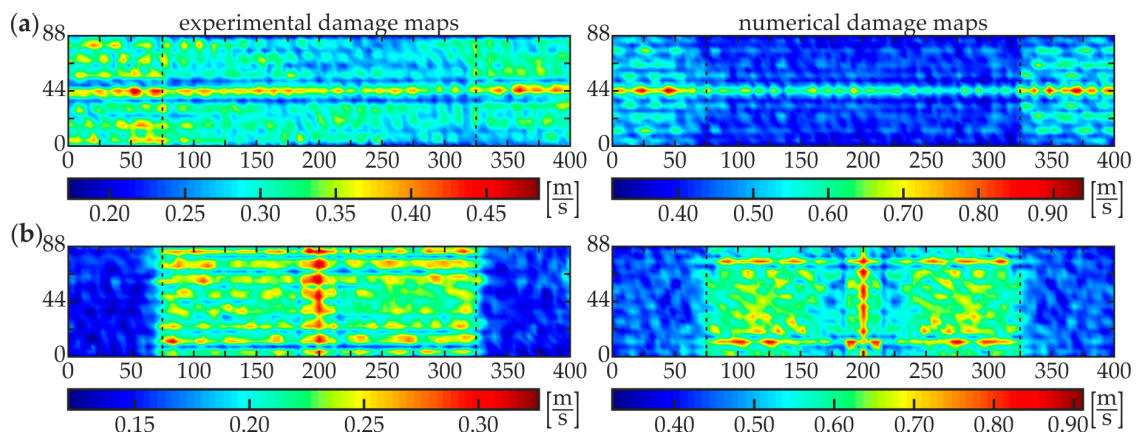 experimental damage maps numerical damage maps
(a) 88
44
0
0 50 100 150 200 250 300 350 400 0 50 100 150 200 250 300 350 400
0.20 0.25 0.30 0.35 0.40 0.45 [m/s] 0.40 0.50 0.60 0.70 0.80 0.90 [m/s]
(b) 88 88
44 44
0 0
0 50 100 150 200 250 300 350 400 0 50 100 150 200 250 300 350 400
0.15 0.20 0.25 0.30 [m/s] 0.40 0.50 0.60 0.70 0.80 0.90 [m/s]